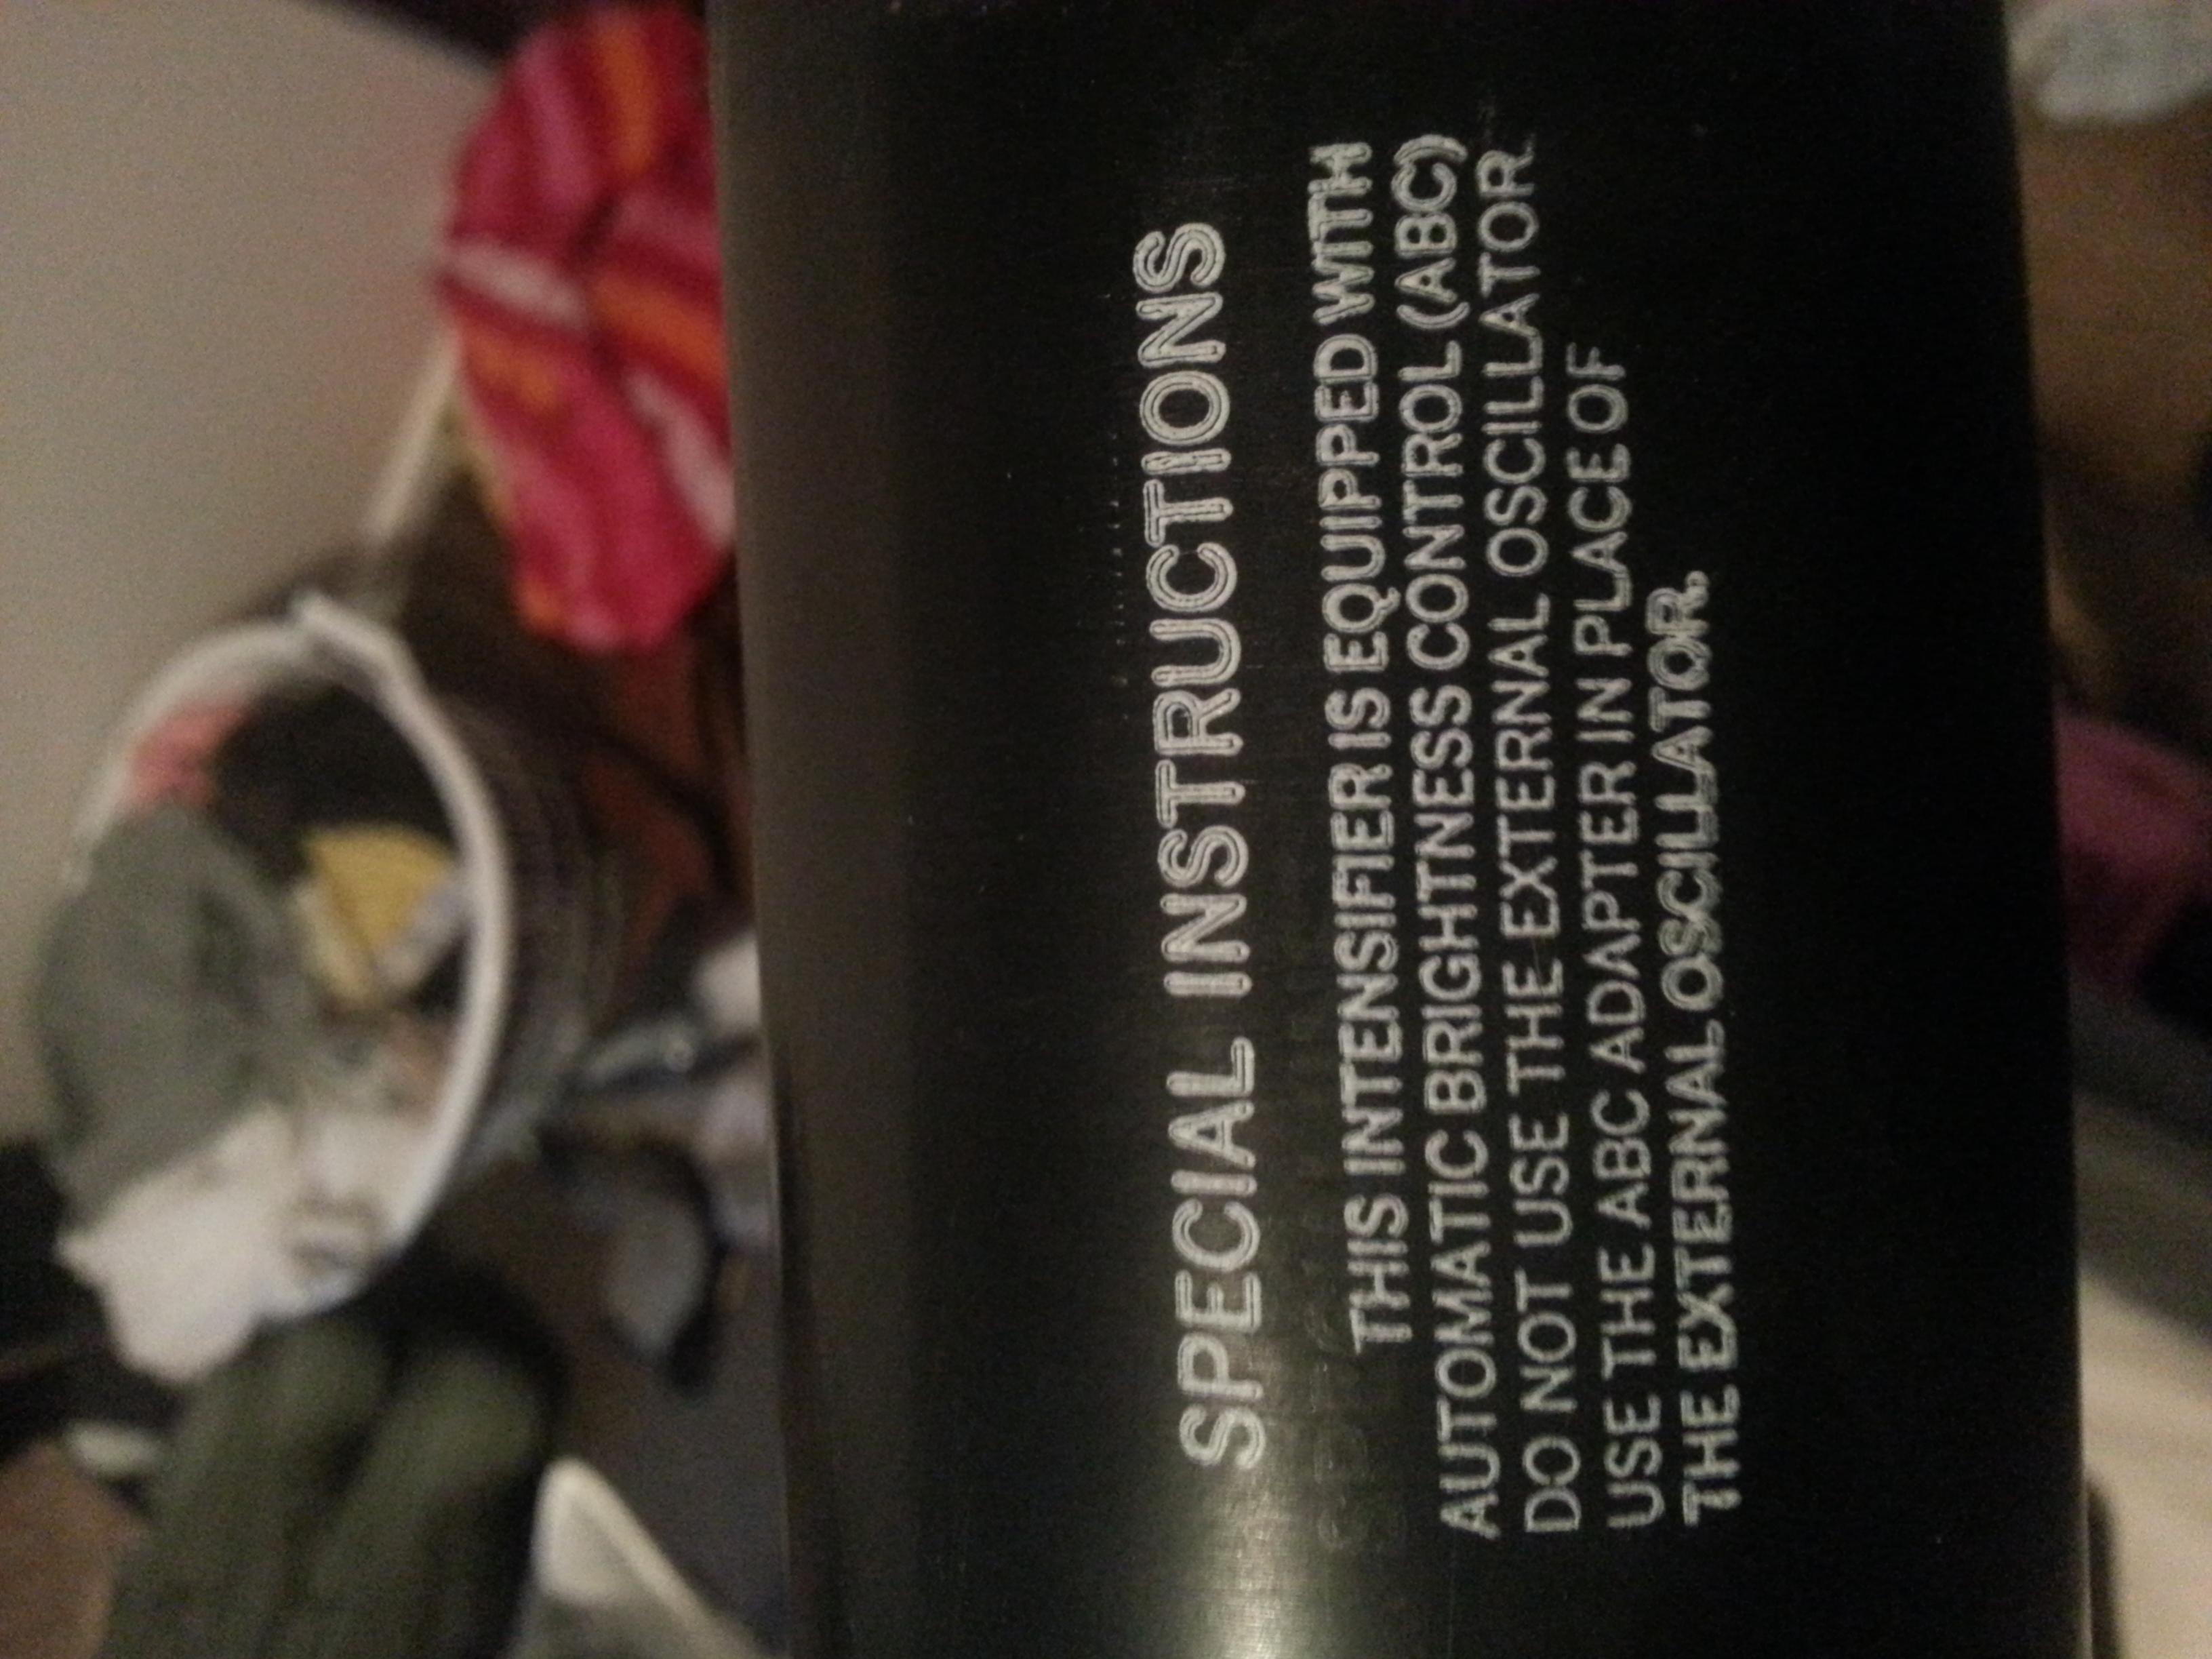 SPECIAL INSTRUCTIONS
THIS INTENSIFIER IS EQUIPPED WITH
AUTOMATIC BRIGHTNESS CONTROL (ABC)
DO NOT USE THE EXTERNAL OSCILLATOR
USE THE ABC ADAPTER IN PLACE OF
THE EXTERNAL OSCILLATOR.